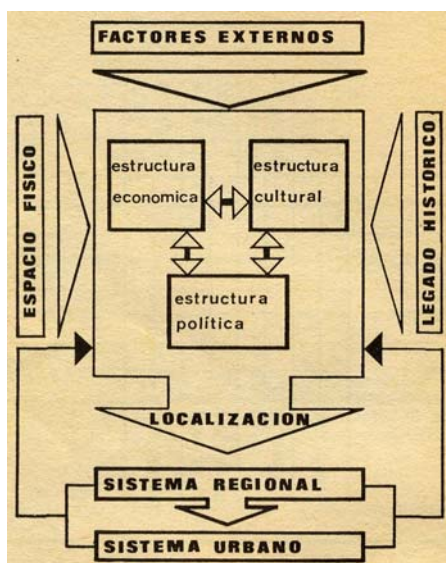 FACTORES EXTERNOS
ESPACIO FISICO
estructura
economica
estructura
cultural
estructura
política
LEGADO HISTORICO
LOCALIZACION
SISTEMA REGIONAL
SISTEMA URBANO